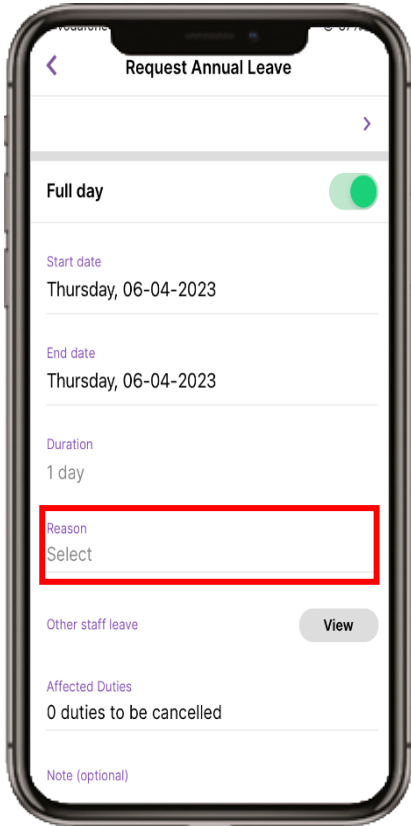 Request Annual Leave
Full day
Start date
Thursday, 06-04-2023
End date
Thursday, 06-04-2023
Duration
1 day
Reason
Select
Other staff leave
View
Affected Duties
0 duties to be cancelled
Note (optional)